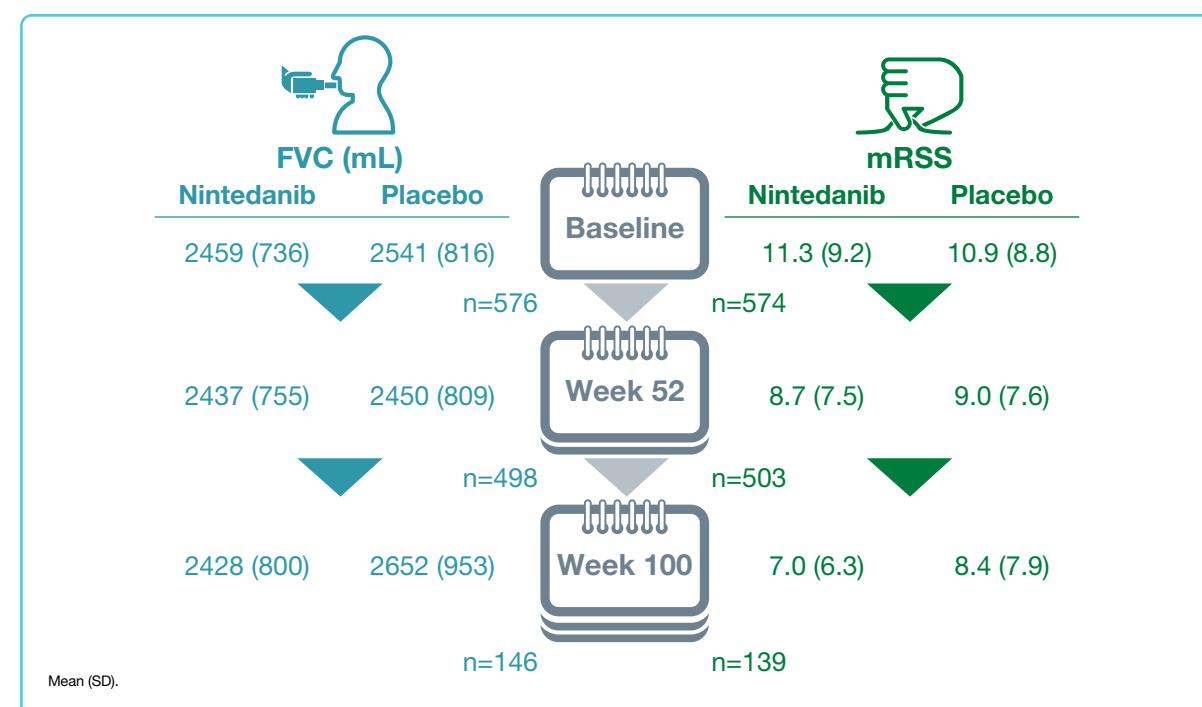 FVC (mL)
mRSS
Nintedanib Placebo
Nintedanib Placebo
Baseline
2459 (736) 2541 (816)
11.3 (9.2) 10.9 (8.8)
n=576
n=574
Week 52
2437 (755) 2450 (809)
8.7 (7.5) 9.0 (7.6)
n=498
n=503
Week 100
2428 (800) 2652 (953)
7.0 (6.3) 8.4 (7.9)
n=146
n=139
Mean (SD).